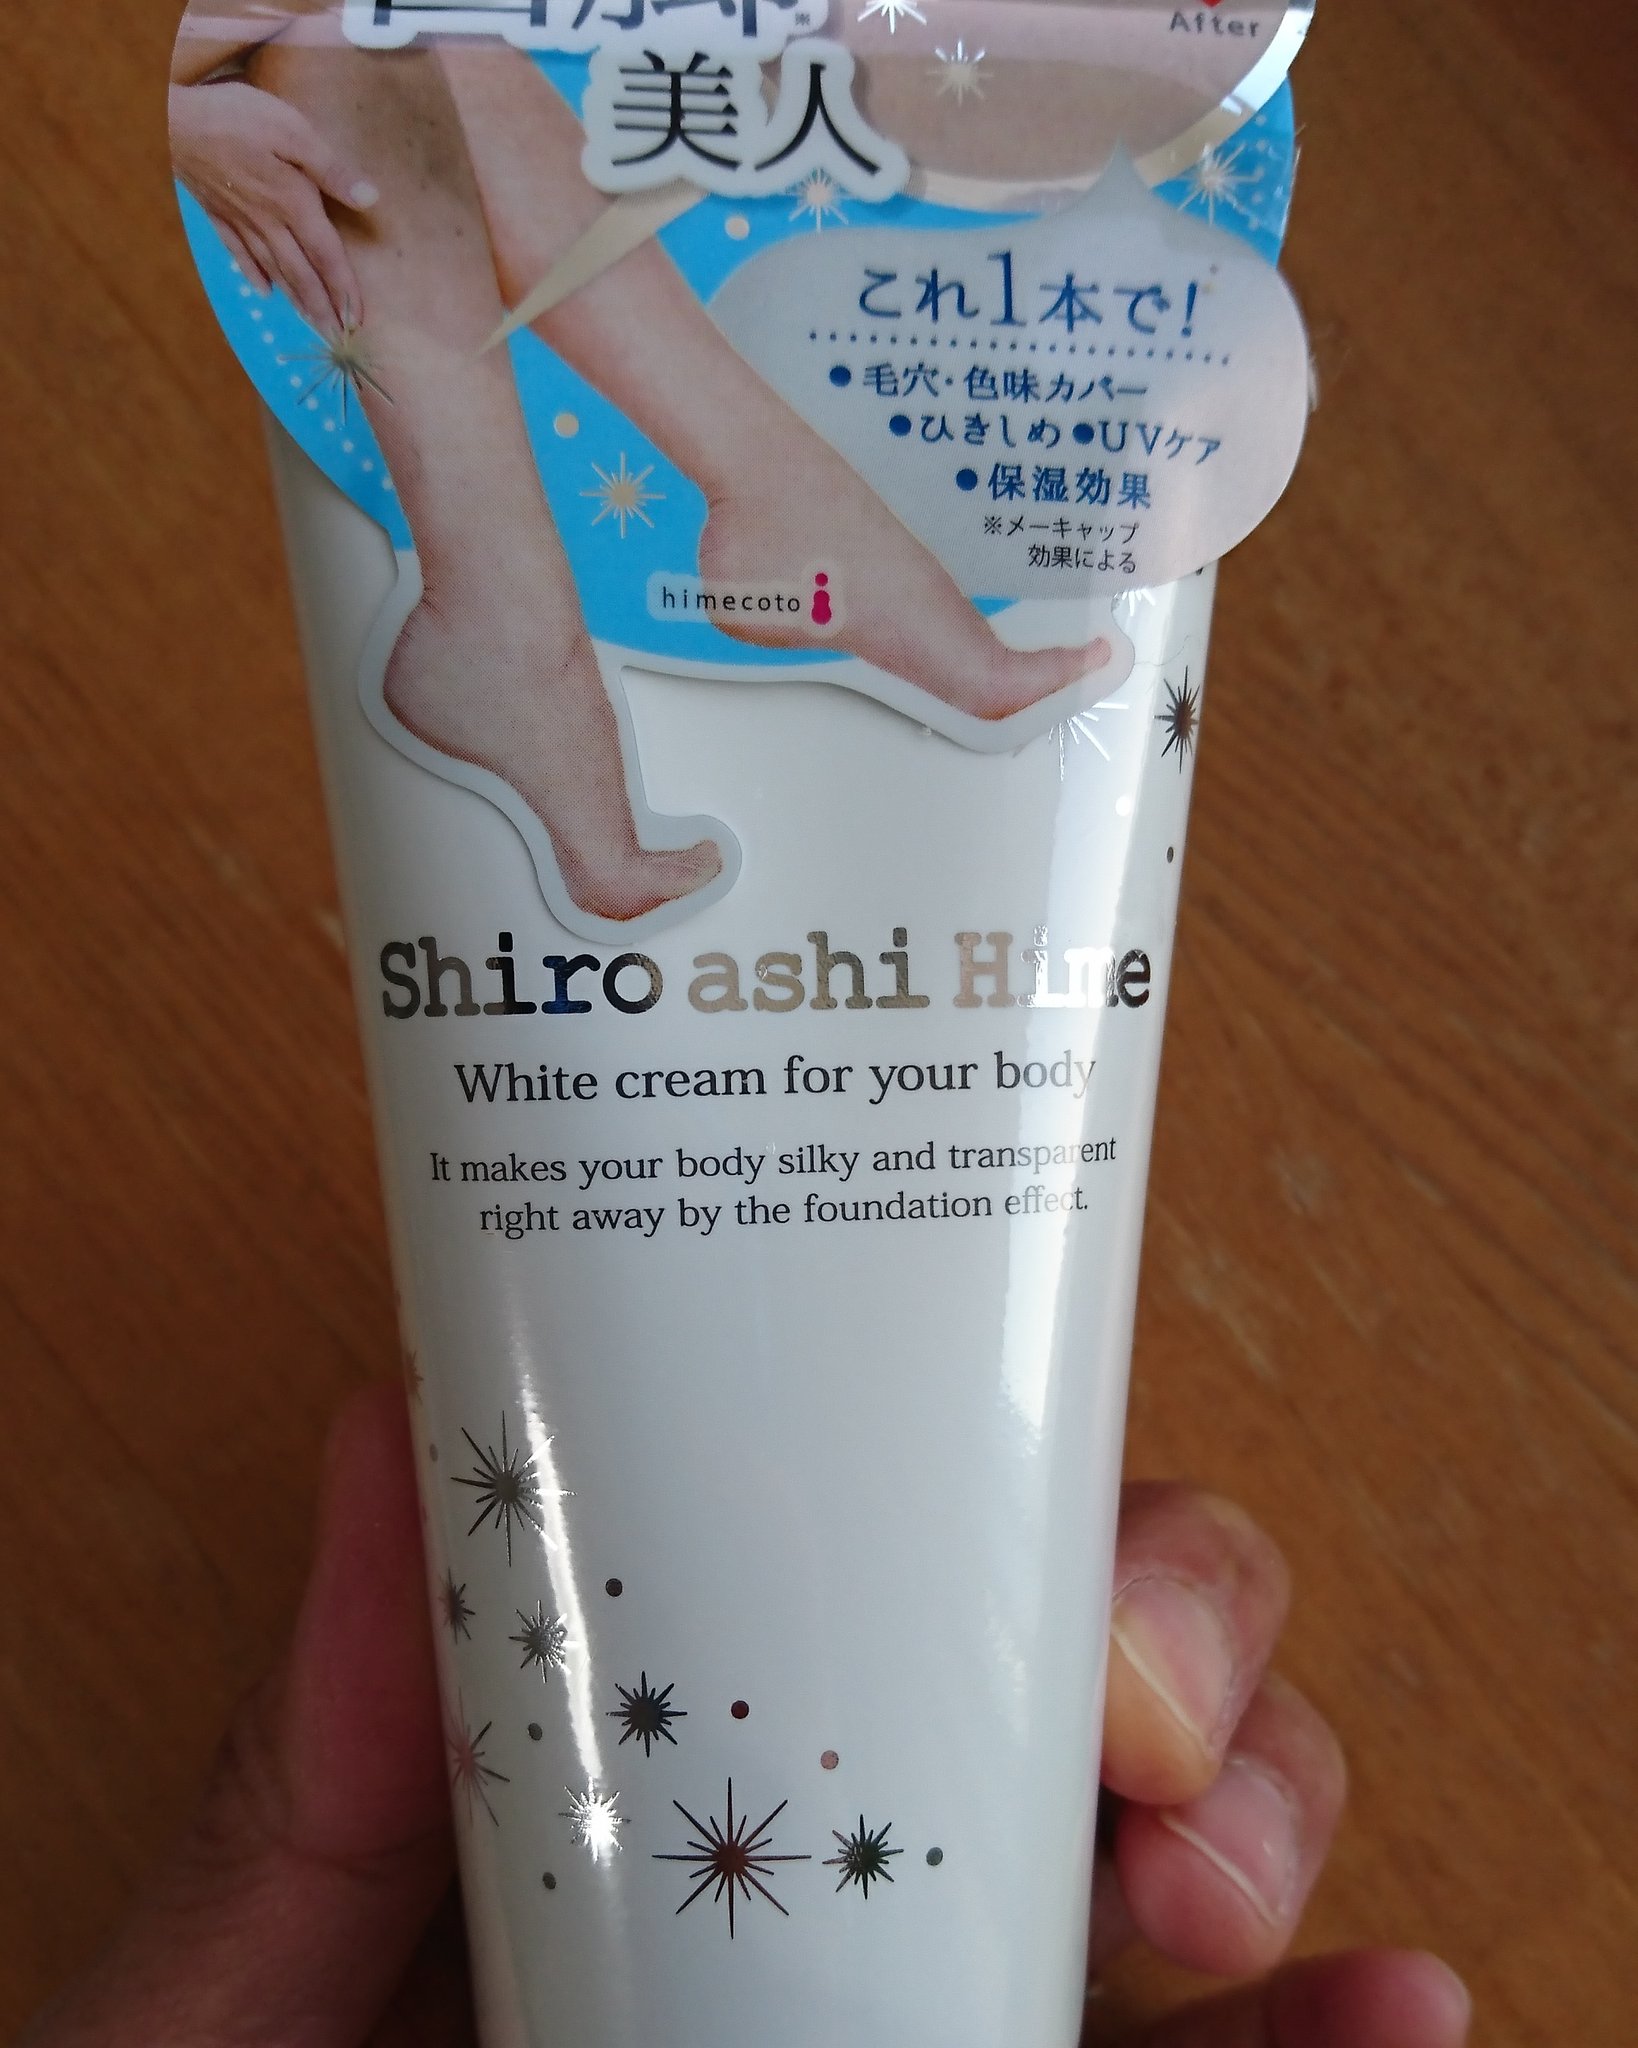 After
美人
これ1本で!
●毛穴・色味カバー
●ひきしめ●UVケア
●保湿効果
※メーキャップ
効果による
himecoto
Shiro ashi Hime
White cream for your body
It makes your body silky and transparent
right away by the foundation effect.